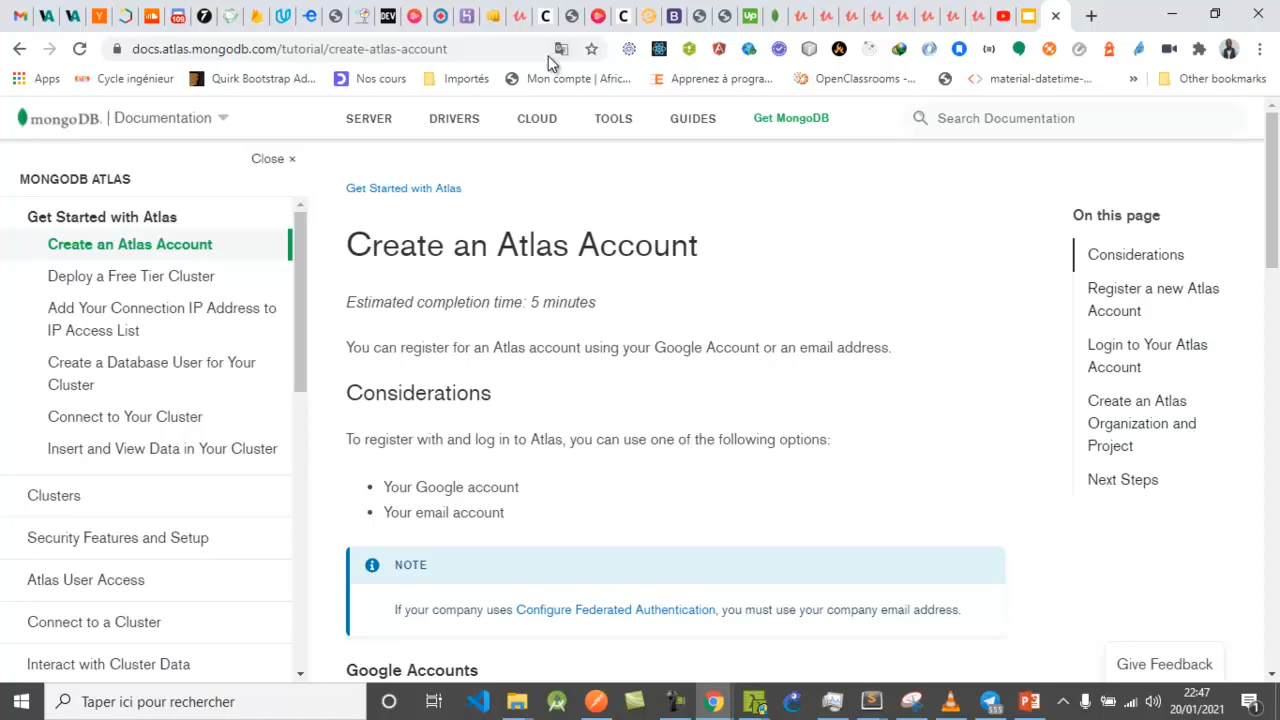 docs.atlas.mongodb.com/tutorial/create-atlas-account
Apps
Cycle ingénieur
Quirk Bootstrap Ad...
Nos cours
Importés
Mon compte | Afric...
Apprenez à progra...
OpenClassrooms -...
material-datetime-...
»
Other bookmarks
mongoDB. | Documentation
SERVER
DRIVERS
CLOUD
TOOLS
GUIDES
Get MongoDB
Search Documentation
Close ×
MONGODB ATLAS
Get Started with Atlas
Create an Atlas Account
Deploy a Free Tier Cluster
Add Your Connection IP Address to
IP Access List
Create a Database User for Your
Cluster
Connect to Your Cluster
Insert and View Data in Your Cluster
Clusters
Security Features and Setup
Atlas User Access
Connect to a Cluster
Interact with Cluster Data
Get Started with Atlas
Create an Atlas Account
Estimated completion time: 5 minutes
You can register for an Atlas account using your Google Account or an email address.
Considerations
To register with and log in to Atlas, you can use one of the following options:
• Your Google account
• Your email account
NOTE
If your company uses Configure Federated Authentication, you must use your company email address.
Google Accounts
On this page
Considerations
Register a new Atlas
Account
Login to Your Atlas
Account
Create an Atlas
Organization and
Project
Next Steps
Give Feedback
Taper ici pour rechercher
22:47
20/01/2021